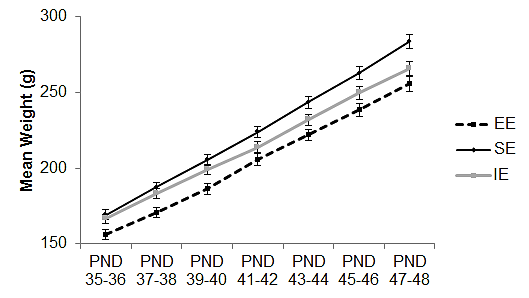 300
250
200
150
Mean Weight (g)
PND PND PND PND PND PND PND
35-36 37-38 39-40 41-42 43-44 45-46 47-48
EE
SE
IE